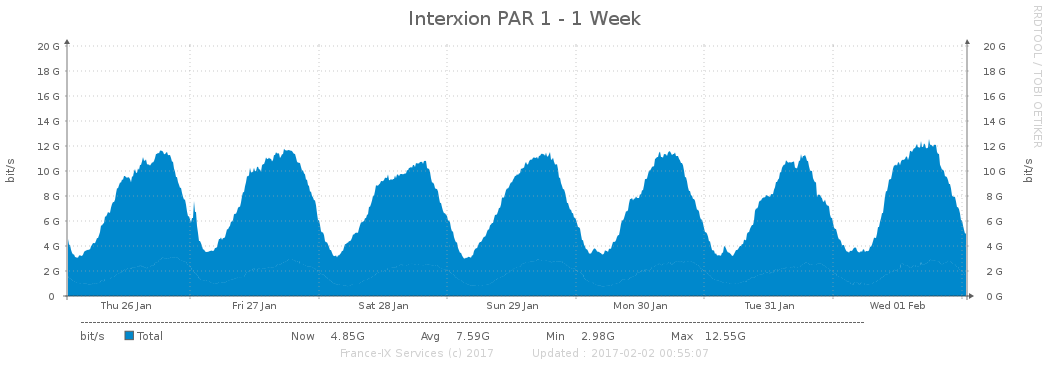 Interxion PAR 1 - 1 Week
RRDTOOL / TOBI OETIKER
bit/s
20 G
18 G
16 G
14 G
12 G
10 G
8 G
6 G
4 G
2 G
0
20 G
18 G
16 G
14 G
12 G
10 G
8 G
6 G
4 G
2 G
0 G
bit/s
Thu 26 Jan Fri 27 Jan Sat 28 Jan Sun 29 Jan Mon 30 Jan Tue 31 Jan Wed 01 Feb
bit/s Total Now 4.85G Avg 7.59G Min 2.98G Max 12.55G
France-IX Services (c) 2017 Updated : 2017-02-02 00:55:07